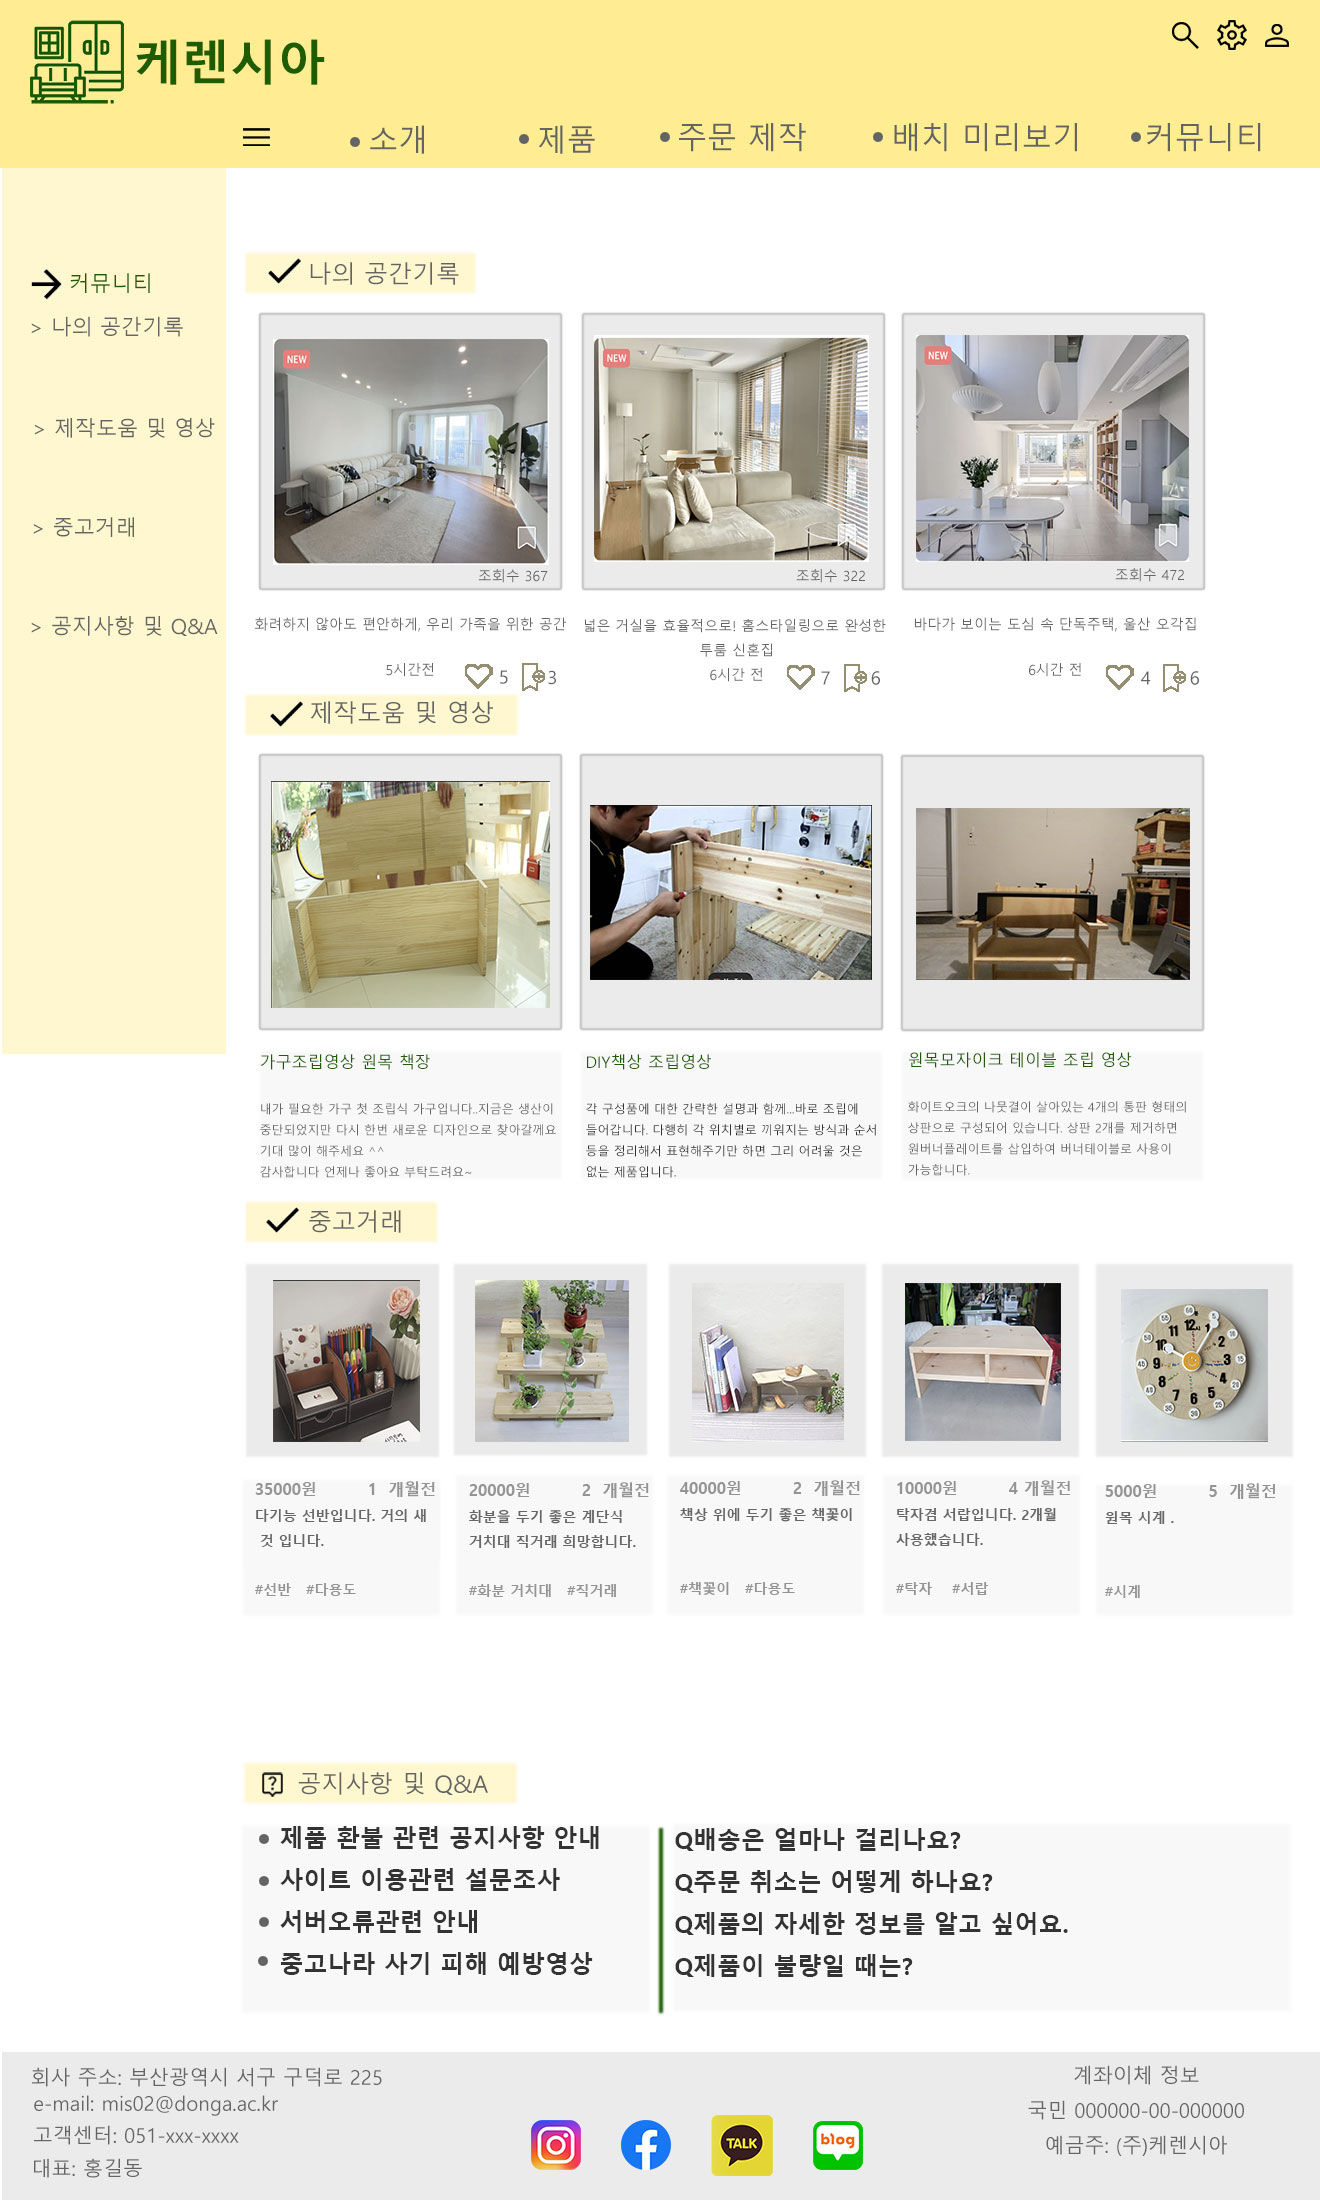 케렌시아
• 소개
• 제품
• 주문 제작
• 배치 미리보기
•커뮤니티
커뮤니티
> 나의 공간기록
> 제작도움 및 영상
> 중고거래
> 공지사항 및 Q&A
나의 공간기록
NEW
NEW
NEW
조회수 367
조회수 322
조회수 472
화려하지 않아도 편안하게, 우리 가족을 위한 공간
5시간전
5
3
넓은 거실을 효율적으로! 홈스타일링으로 완성한
투룸 신혼집
6시간 전
7
6
바다가 보이는 도심 속 단독주택, 울산 오각집
6시간 전
4
6
제작도움 및 영상
가구조립영상 원목 책장
내가 필요한 가구 첫 조립식 가구입니다..지금은 생산이
중단되었지만 다시 한번 새로운 디자인으로 찾아갈께요
기대 많이 해주세요 ^^
감사합니다 언제나 좋아요 부탁드려요~
DIY책상 조립영상
각 구성품에 대한 간략한 설명과 함께...바로 조립에
들어갑니다. 다행히 각 위치별로 끼워지는 방식과 순서
등을 정리해서 표현해주기만 하면 그리 어려울 것은
없는 제품입니다.
원목모자이크 테이블 조립 영상
화이트오크의 나뭇결이 살아있는 4개의 통판 형태의
상판으로 구성되어 있습니다. 상판 2개를 제거하면
원버너플레이트를 삽입하여 버너테이블로 사용이
가능합니다.
중고거래
35000원 1 개월전
다기능 선반입니다. 거의 새
것 입니다.
#선반 #다용도
20000원 2 개월전
화분을 두기 좋은 계단식
거치대 직거래 희망합니다.
#화분 거치대 #직거래
40000원 2 개월전
책상 위에 두기 좋은 책꽂이
#책꽃이 #다용도
10000원 4 개월전
탁자겸 서랍입니다. 2개월
사용했습니다.
#탁자 #서랍
5000원 5 개월전
원목 시계 .
#시계
공지사항 및 Q&A
• 제품 환불 관련 공지사항 안내
• 사이트 이용관련 설문조사
• 서버오류관련 안내
• 중고나라 사기 피해 예방영상
Q배송은 얼마나 걸리나요?
Q주문 취소는 어떻게 하나요?
Q제품의 자세한 정보를 알고 싶어요.
Q제품이 불량일 때는?
회사 주소: 부산광역시 서구 구덕로 225
e-mail: mis02@donga.ac.kr
고객센터: 051-xxx-xxxx
대표: 홍길동
TALK
blog
계좌이체 정보
국민 000000-00-000000
예금주: (주)케렌시아